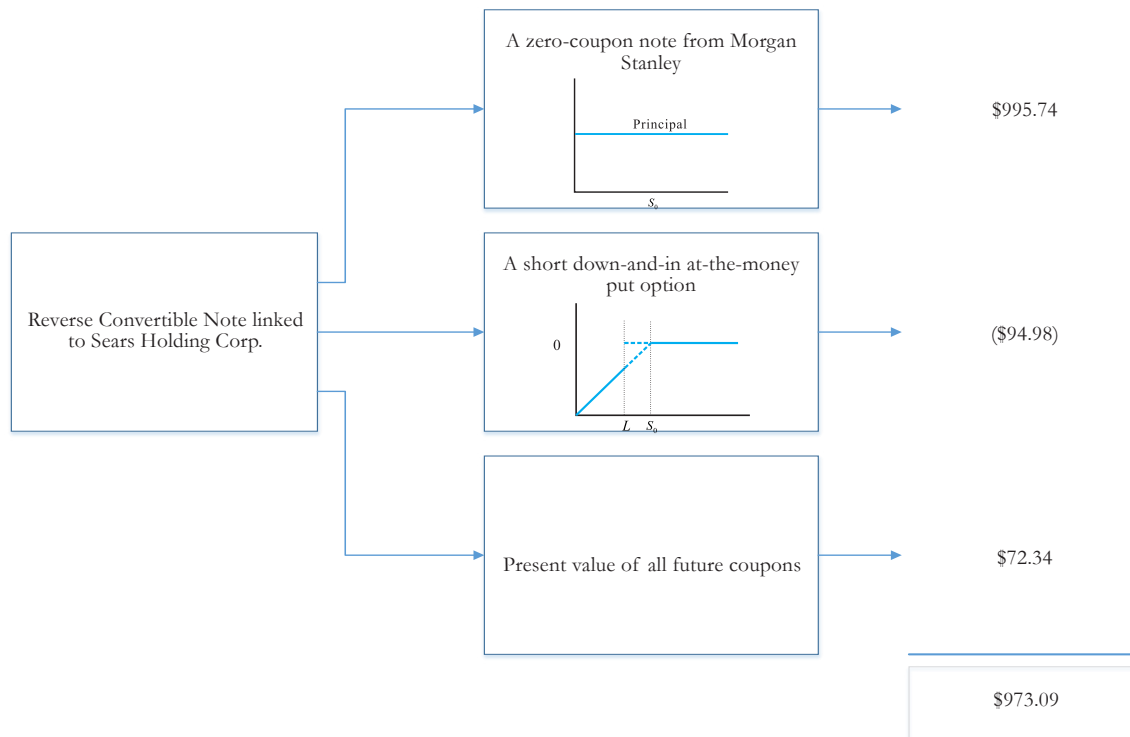 A zero-coupon note from Morgan
Stanley
Principal
S₀
$995.74
Reverse Convertible Note linked
to Sears Holding Corp.
A short down-and-in at-the-money
put option
0
L S₀
($94.98)
Present value of all future coupons
$72.34
$973.09